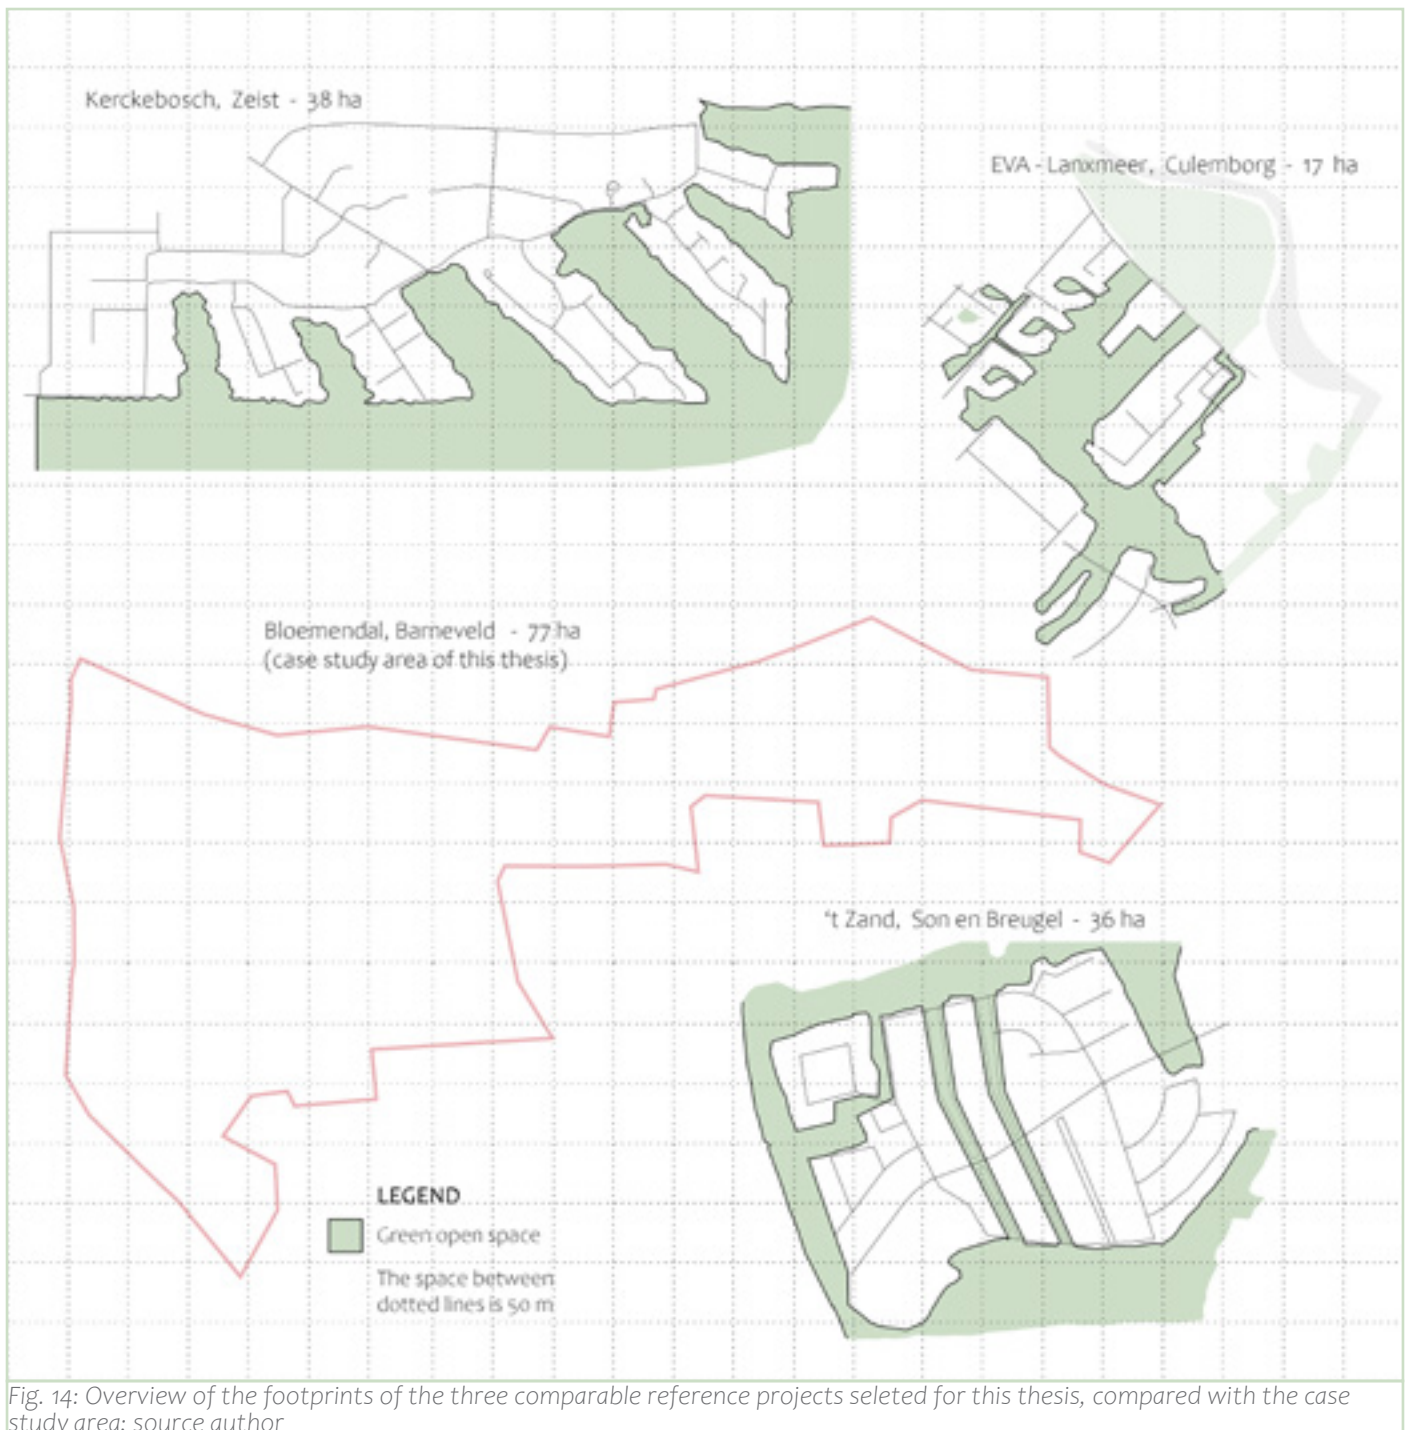 Kerckebosch, Zeist - 38 ha
EVA - Lanxmeer, Culemborg - 17 ha
Bloemendal, Barneveld - 77 ha
(case study area of this thesis)
't Zand, Son en Breugel - 36 ha
LEGEND
Green open space
The space between
dotted lines is 50 m
Fig. 14: Overview of the footprints of the three comparable reference projects seleted for this thesis, compared with the case
study area; source author